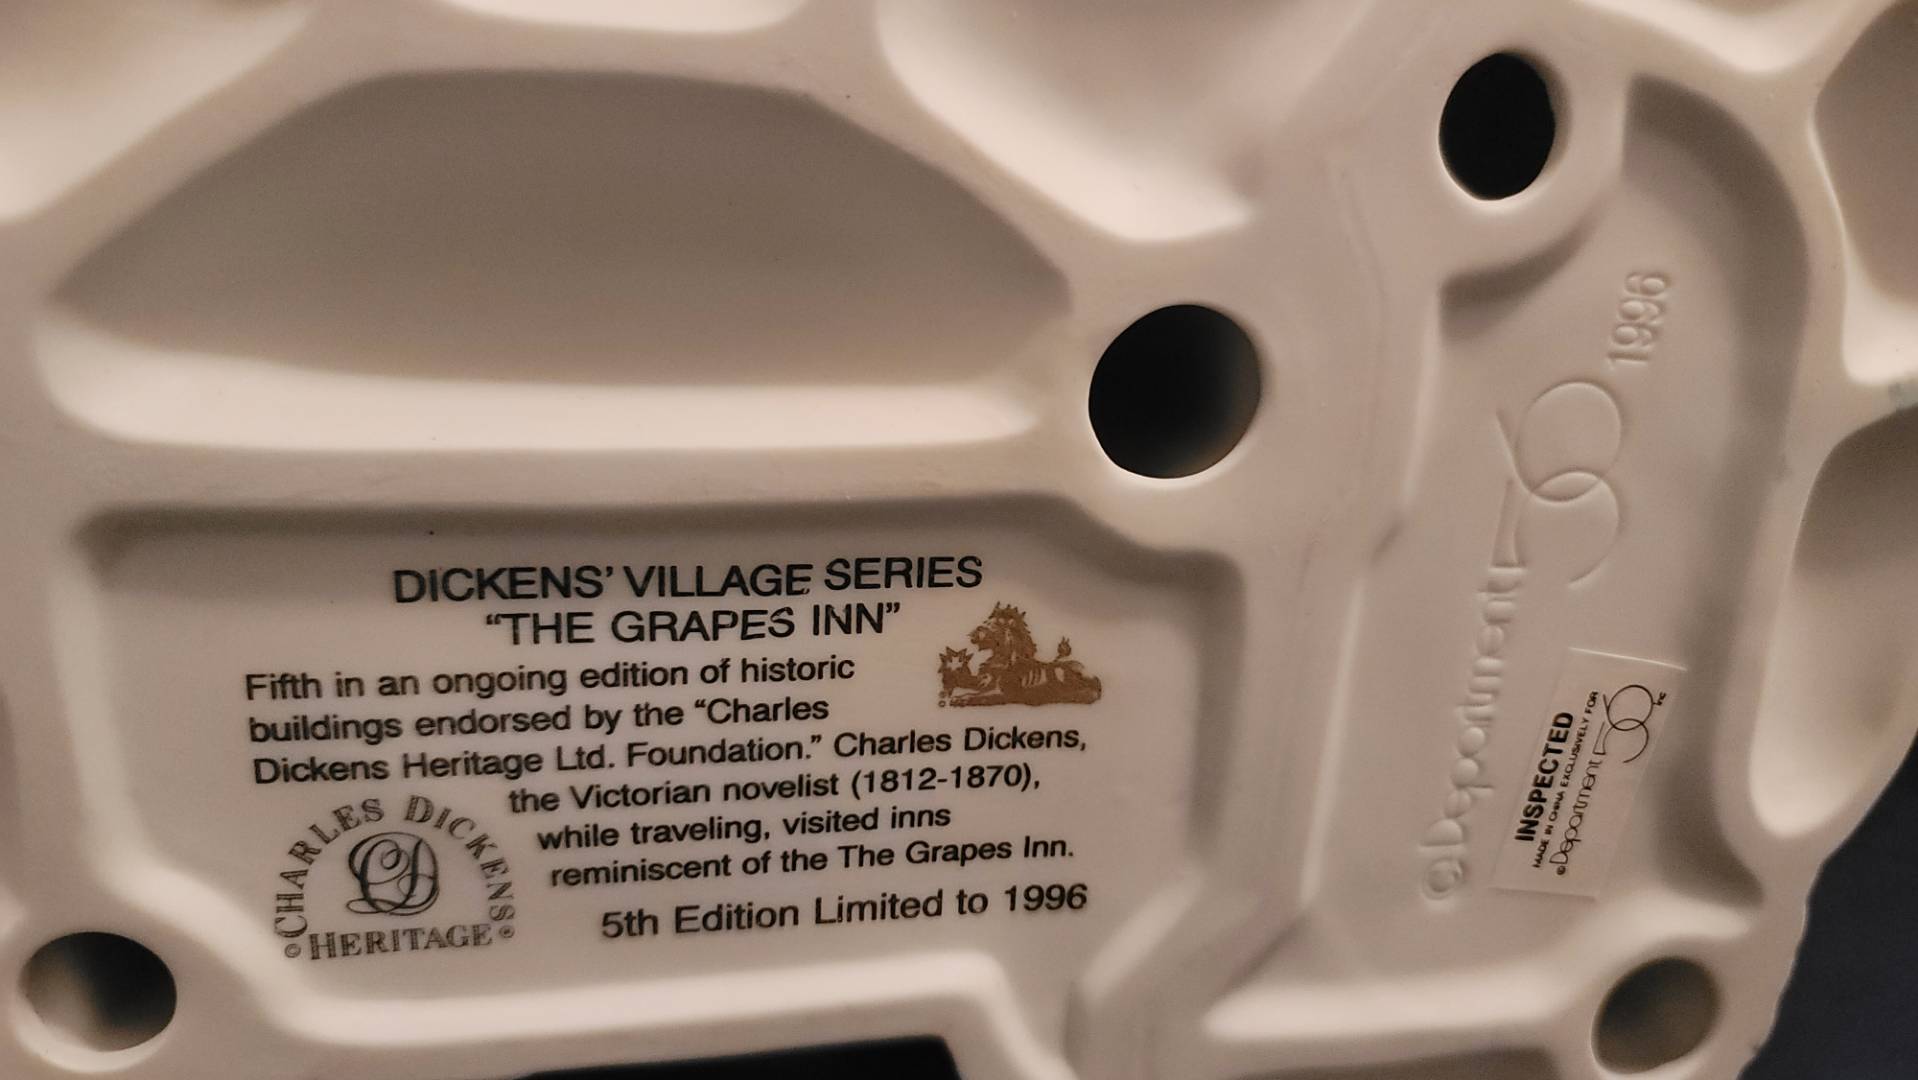 DICKENS' VILLAGE SERIES
“THE GRAPES INN”
Fifth in an ongoing edition of historic
buildings endorsed by the “Charles
Dickens Heritage Ltd. Foundation.” Charles Dickens,
the Victorian novelist (1812-1870),
while traveling, visited inns
reminiscent of the The Grapes Inn.
5th Edition Limited to 1996
CHARLES DICKENS
CD
© HERITAGE ®
© Department 56 1996
INSPECTED
MADE IN CHINA EXCLUSIVELY FOR
© Department 56 Inc